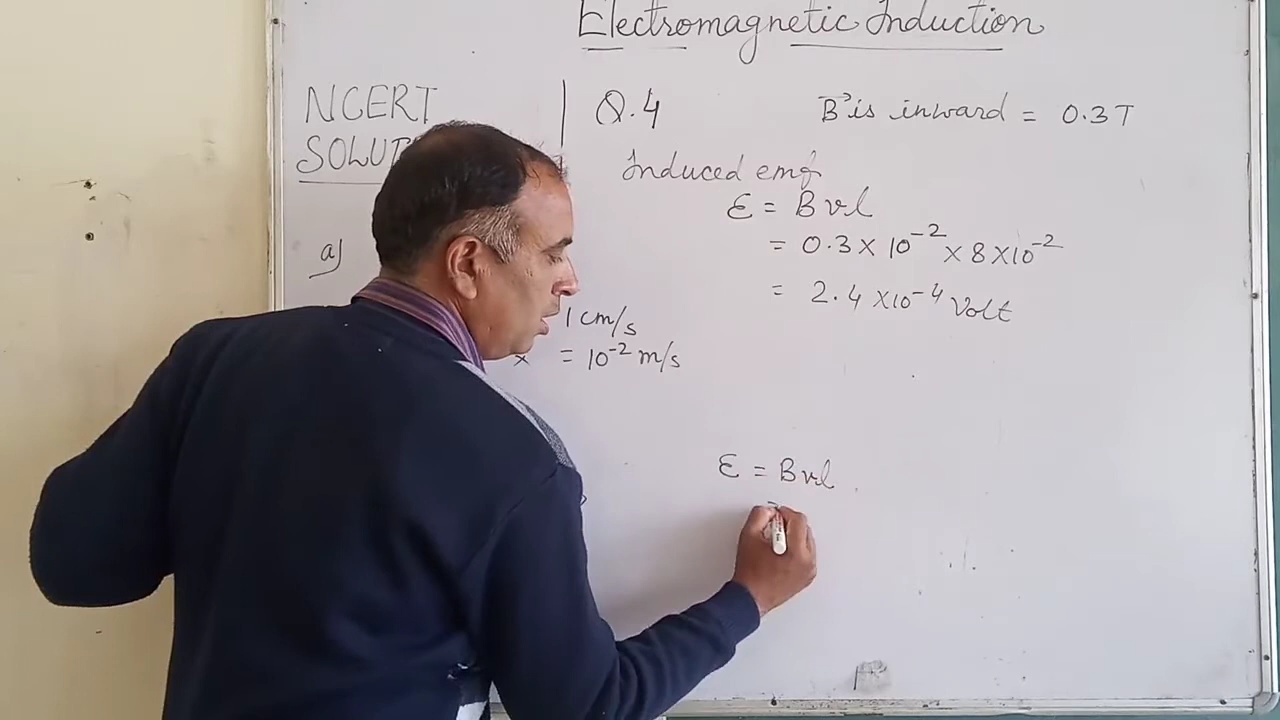 Electromagnetic Induction
NCERT
Q.4
B⃗ is inward = 0.3T
Induced emf
ε = Bvl
= 0.3 × 10⁻² × 8 × 10⁻²
= 2.4 × 10⁻⁴ Volt
a)
1 cm/s
x = 10⁻² m/s
ε = Bvl
=